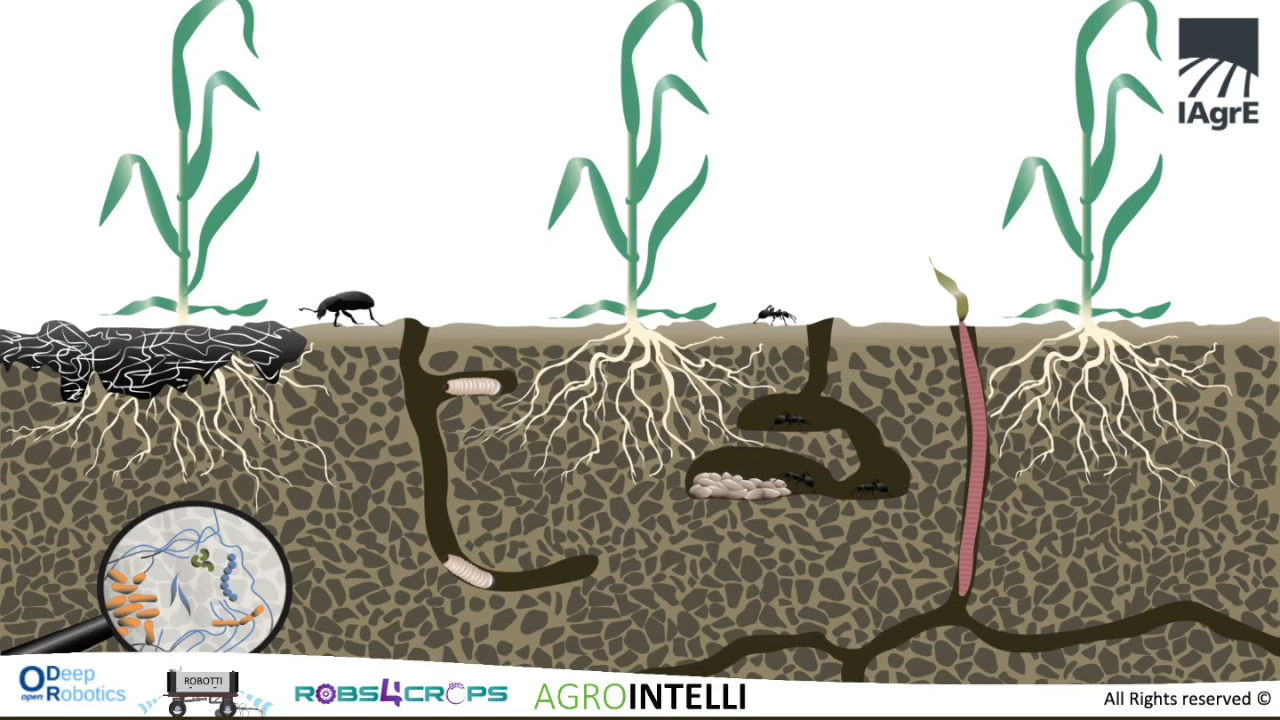 IAgrE
Deep
open Robotics
ROBOTTI
ROBS4CROPS
AGROINTELLI
All Rights reserved ©